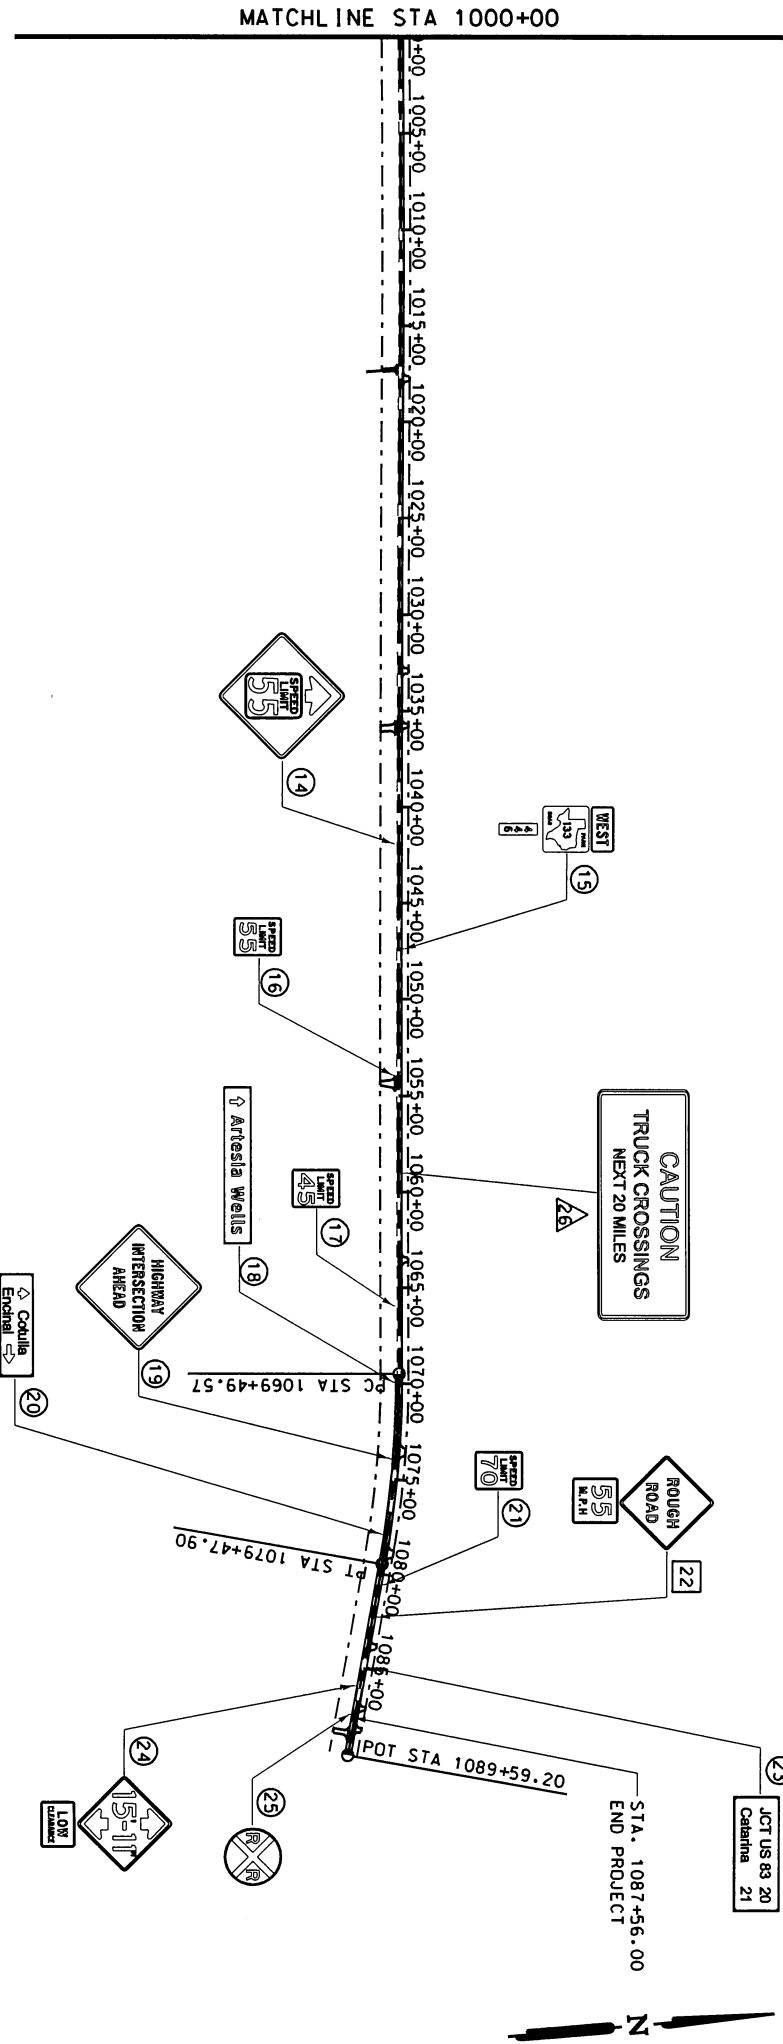 MATCHLINE STA 1000+00
+00
1005+00
1010+00
1015+00
1020+00
1025+00
1030+00
1035+00
1040+00
1045+00
1050+00
1055+00
1060+00
1065+00
1070+00
1075+00
1080+00
1085+00
SPEED
LIMIT
55
14
WEST
FARM
133
ROAD
446
15
SPEED
LIMIT
55
16
CAUTION
TRUCK CROSSINGS
NEXT 20 MILES
26
SPEED
LIMIT
45
17
⇧ Artesia Wells
18
HIGHWAY
INTERSECTION
AHEAD
19
⇧ Cotulla
Encinal ⇨
20
PC STA 1069+49.57
PT STA 1079+47.90
SPEED
LIMIT
70
21
ROUGH
ROAD
55
M.P.H
22
23
JCT US 83 20
Catarina 21
15'-11"
LOW
CLEARANCE
24
R R
25
POT STA 1089+59.20
STA. 1087+56.00
END PROJECT
N